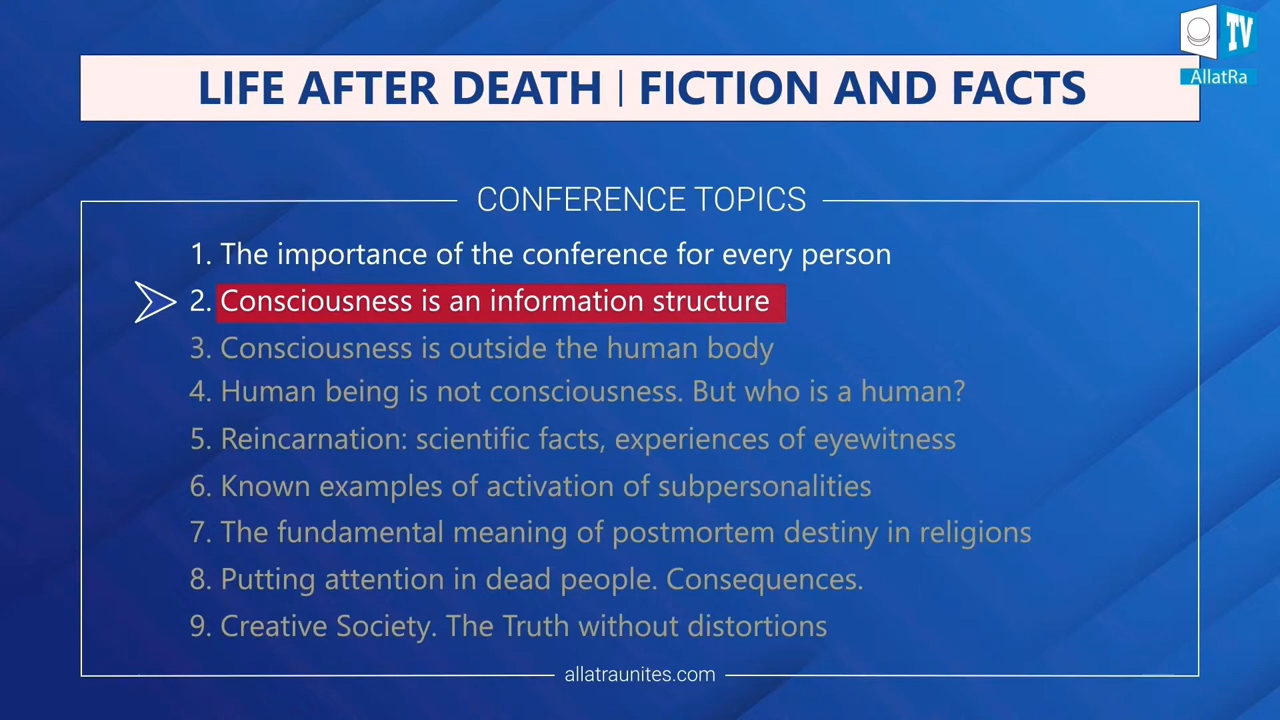 TV
AllatRa
LIFE AFTER DEATH | FICTION AND FACTS
CONFERENCE TOPICS
1. The importance of the conference for every person
2. Consciousness is an information structure
3. Consciousness is outside the human body
4. Human being is not consciousness. But who is a human?
5. Reincarnation: scientific facts, experiences of eyewitness
6. Known examples of activation of subpersonalities
7. The fundamental meaning of postmortem destiny in religions
8. Putting attention in dead people. Consequences.
9. Creative Society. The Truth without distortions
allatraunites.com